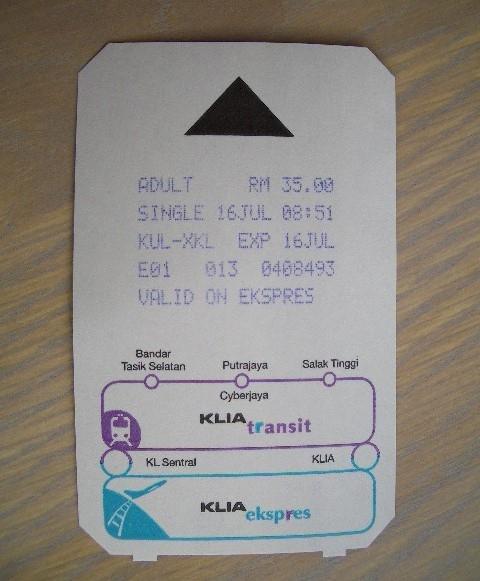 ADULT RM 35.00
SINGLE 16JUL 08:51
KUL-XKL EXP 16JUL
E01 013 0408493
VALID ON EKSPRES
Bandar
Tasik Selatan
Putrajaya
Cyberjaya
Salak Tinggi
KLIA transit
KL Sentral
KLIA
KLIA ekspres